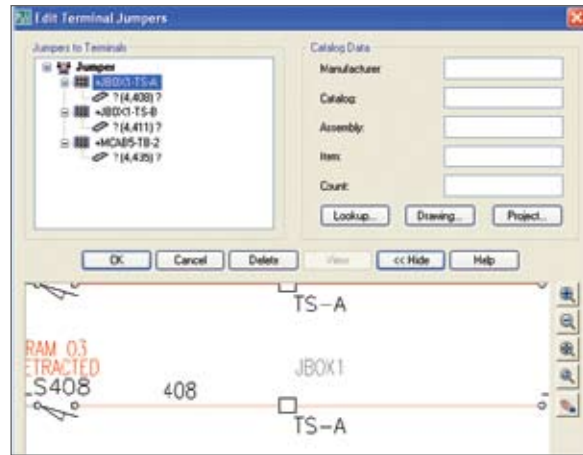 Edit Terminal Jumpers
Jumpers to Terminals
Jumper
+JBOX1-TS-A
? (4,408) ?
+JBOX1-TS-B
? (4,411) ?
+MCAB5-TB-2
? (4,435) ?
Catalog Data
Manufacturer
Catalog:
Assembly:
Item:
Count:
Lookup...
Drawing...
Project...
OK
Cancel
Delete
View
<< Hide
Help
TS-A
RAM 03
ETRACTED
LS408
408
JBOX1
TS-A